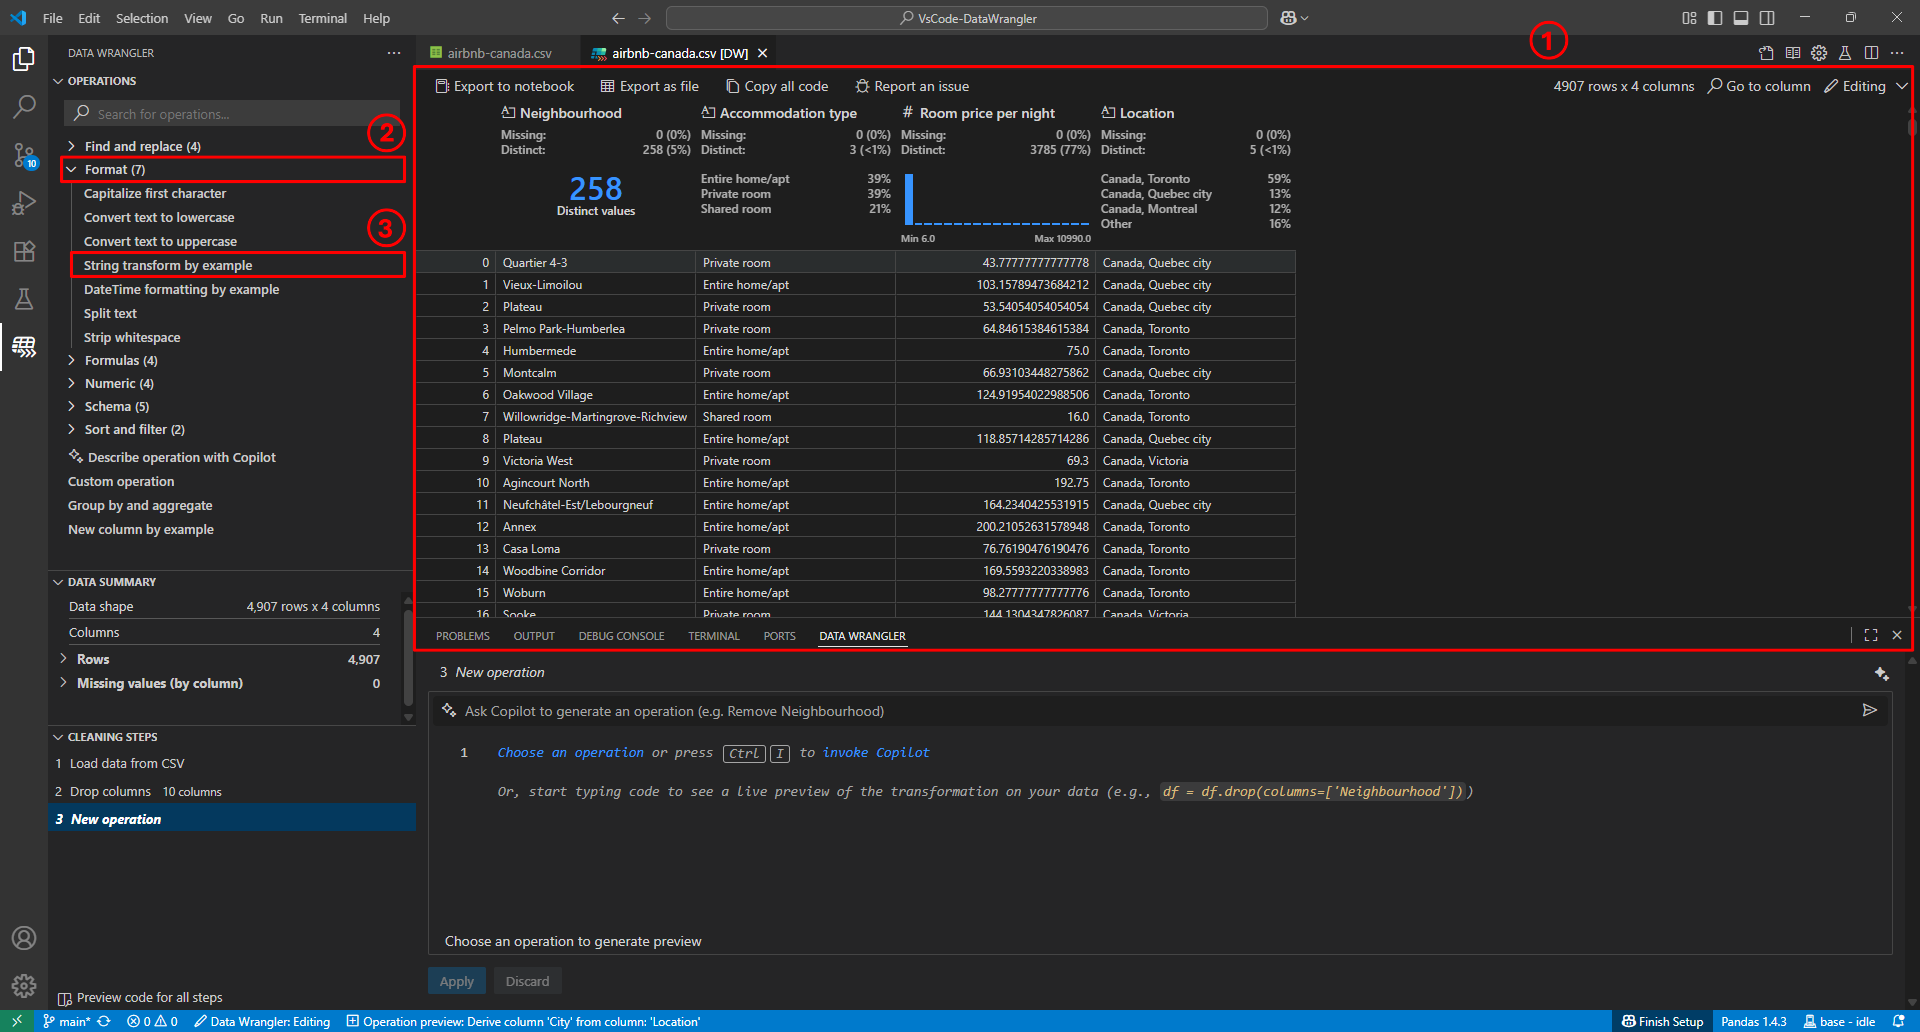 File Edit Selection View Go Run Terminal Help
VsCode-DataWrangler
DATA WRANGLER
airbnb-canada.csv
airbnb-canada.csv [DW]
1
OPERATIONS
Search for operations...
2
Find and replace (4)
Format (7)
Capitalize first character
3
Convert text to lowercase
Convert text to uppercase
String transform by example
DateTime formatting by example
Split text
Strip whitespace
Formulas (4)
Numeric (4)
Schema (5)
Sort and filter (2)
Describe operation with Copilot
Custom operation
Group by and aggregate
New column by example
DATA SUMMARY
Data shape 4,907 rows x 4 columns
Columns 4
Rows 4,907
Missing values (by column) 0
CLEANING STEPS
1 Load data from CSV
2 Drop columns 10 columns
3 New operation
Preview code for all steps
10
Export to notebook Export as file Copy all code Report an issue 4907 rows x 4 columns Go to column Editing
Neighbourhood # Accommodation type Room price per night Location
Missing: 0 (0%) Missing: 0 (0%) Missing: 0 (0%) Missing: 0 (0%)
Distinct: 258 (5%) Distinct: 3 (<1%) Distinct: 3785 (77%) Distinct: 5 (<1%)
258
Distinct values
Entire home/apt 39%
Private room 39%
Shared room 21%
Min 6.0 Max 10990.0
Canada, Toronto 59%
Canada, Quebec city 13%
Canada, Montreal 12%
Other 16%
0 Quartier 4-3 Private room 43.77777777777778 Canada, Quebec city
1 Vieux-Limoilou Entire home/apt 103.15789473684212 Canada, Quebec city
2 Plateau Private room 53.54054054054054 Canada, Quebec city
3 Pelmo Park-Humberlea Private room 64.84615384615384 Canada, Toronto
4 Humbermede Entire home/apt 75.0 Canada, Toronto
5 Montcalm Private room 66.93103448275862 Canada, Quebec city
6 Oakwood Village Entire home/apt 124.91954022988506 Canada, Toronto
7 Willowridge-Martingrove-Richview Shared room 16.0 Canada, Toronto
8 Plateau Entire home/apt 118.85714285714286 Canada, Quebec city
9 Victoria West Private room 69.3 Canada, Victoria
10 Agincourt North Entire home/apt 192.75 Canada, Toronto
11 Neufchâtel-Est/Lebourgneuf Entire home/apt 164.2340425531915 Canada, Quebec city
12 Annex Entire home/apt 200.21052631578948 Canada, Toronto
13 Casa Loma Private room 76.76190476190476 Canada, Toronto
14 Woodbine Corridor Entire home/apt 169.5593220338983 Canada, Toronto
15 Woburn Entire home/apt 98.27777777777776 Canada, Toronto
16 Sooke Private room 144.1304347826087 Canada, Victoria
PROBLEMS OUTPUT DEBUG CONSOLE TERMINAL PORTS DATA WRANGLER
3 New operation
Ask Copilot to generate an operation (e.g. Remove Neighbourhood)
1 Choose an operation or press Ctrl I to invoke Copilot
Or, start typing code to see a live preview of the transformation on your data (e.g., df = df.drop(columns=['Neighbourhood']))
Choose an operation to generate preview
Apply Discard
main* 0 0 Data Wrangler: Editing Operation preview: Derive column 'City' from column: 'Location' Finish Setup Pandas 1.4.3 base - idle